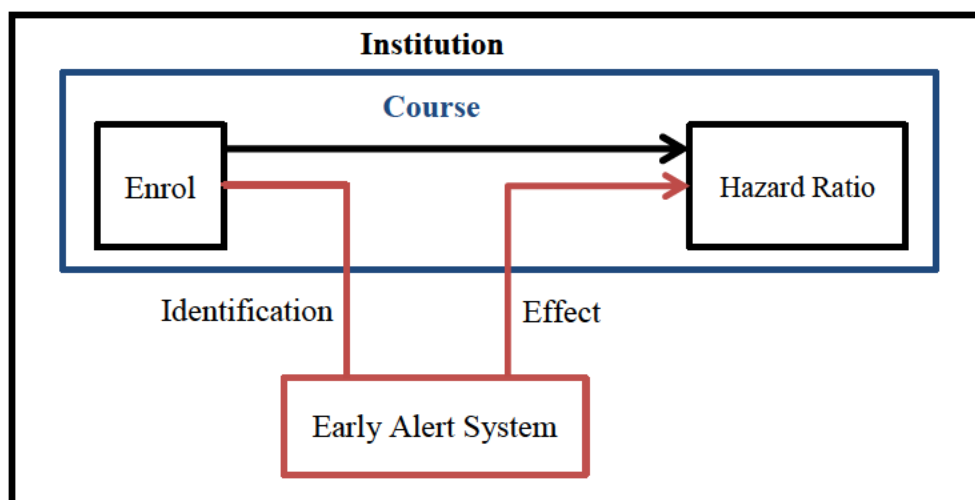 Institution
Course
Enrol
Hazard Ratio
Identification
Effect
Early Alert System